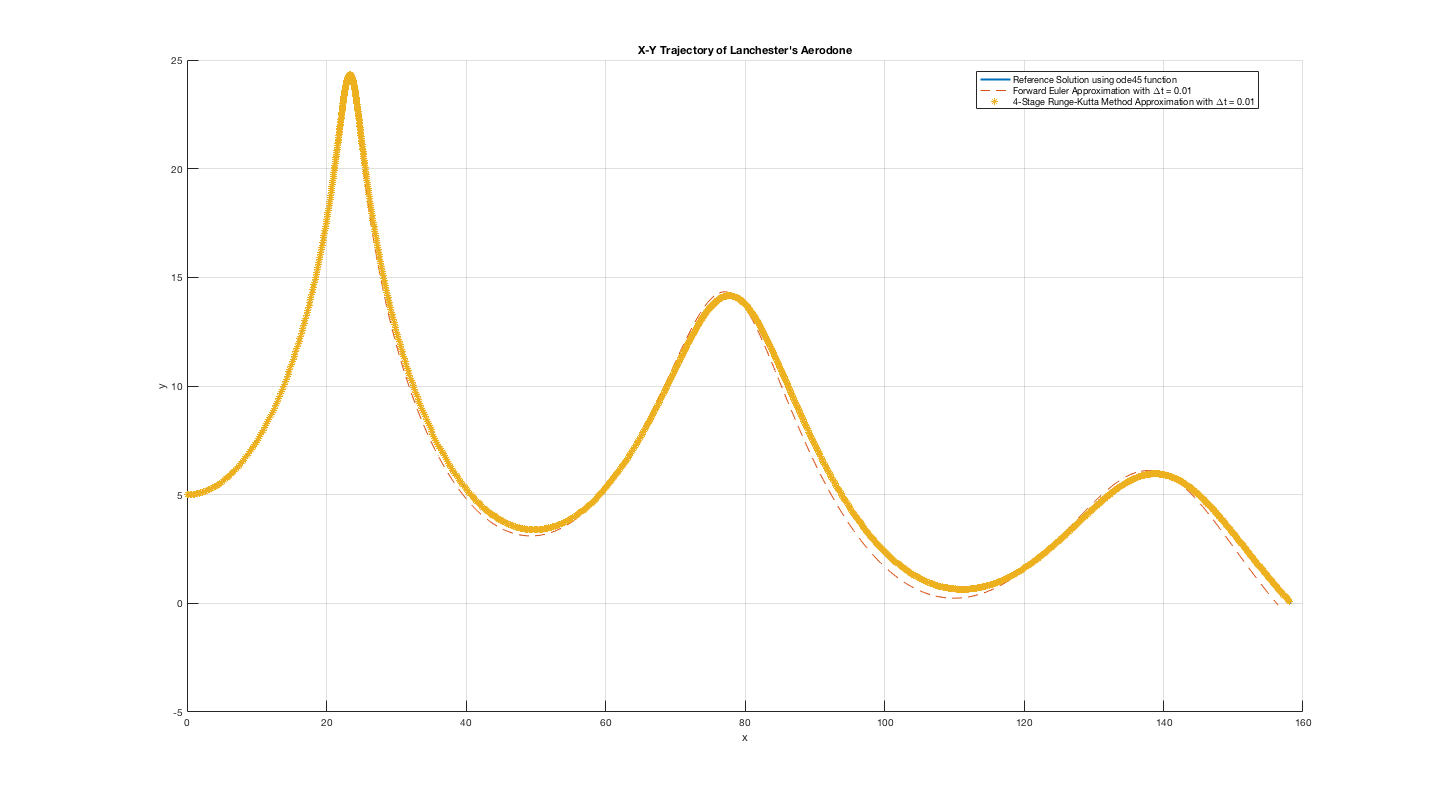 X-Y Trajectory of Lanchester's Aerodone
Reference Solution using ode45 function
Forward Euler Approximation with Δt = 0.01
4-Stage Runge-Kutta Method Approximation with Δt = 0.01
25
20
15
10
5
0
-5
y
0 20 40 60 80 100 120 140 160
x